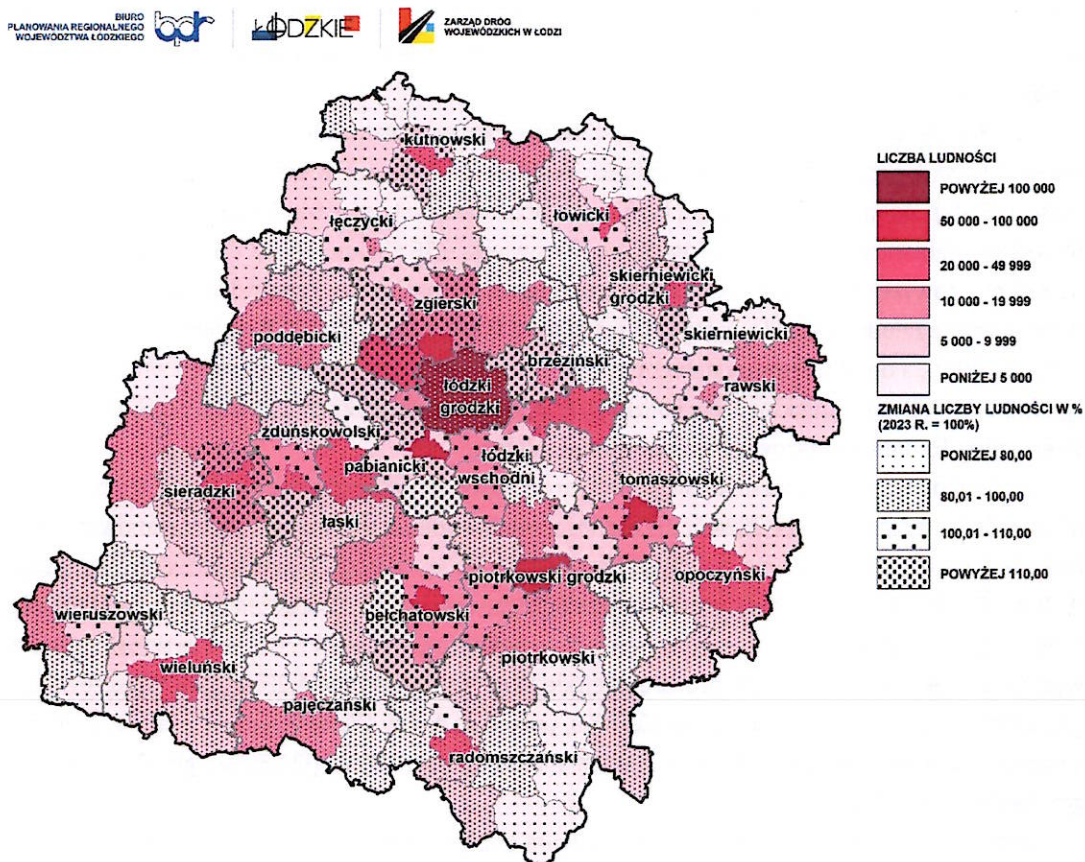 BIURO
PLANOWANIA REGIONALNEGO
WOJEWÓDZTWA ŁÓDZKIEGO
bpr
ŁÓDZKIE
ZARZĄD DRÓG
WOJEWÓDZKICH W ŁODZI
kutnowski
łęczycki
łowicki
skierniewicki
grodzki
zgierski
skierniewicki
poddębicki
brzeziński
rawski
łódzki
grodzki
zduńskowolski
pabianicki
łódzki
wschodni
tomaszowski
sieradzki
łaski
piotrkowski grodzki
opoczyński
wieruszowski
bełchatowski
wieluński
piotrkowski
pajęczański
radomszczański
LICZBA LUDNOŚCI
POWYŻEJ 100 000
50 000 - 100 000
20 000 - 49 999
10 000 - 19 999
5 000 - 9 999
PONIŻEJ 5 000
ZMIANA LICZBY LUDNOŚCI W %
(2023 R. = 100%)
PONIŻEJ 80,00
80,01 - 100,00
100,01 - 110,00
POWYŻEJ 110,00